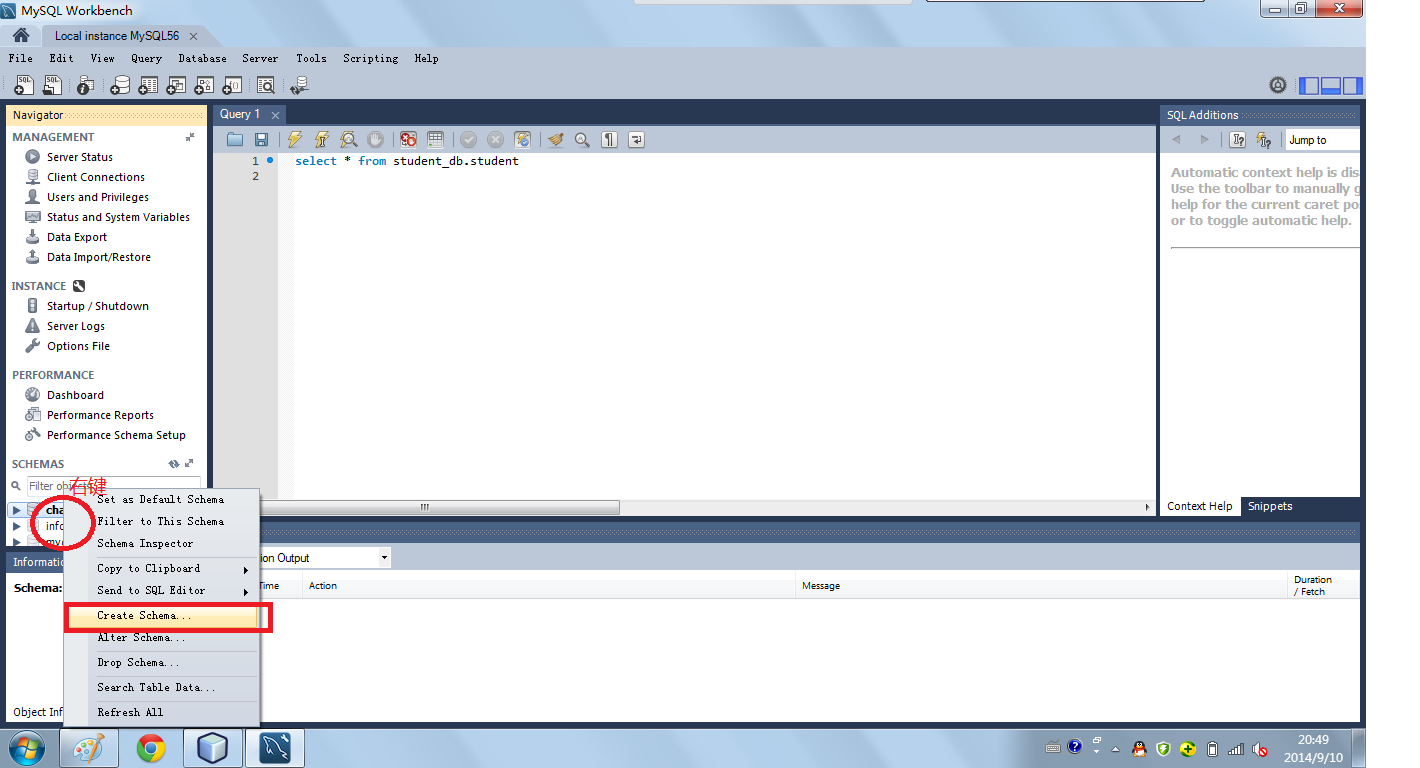 MySQL Workbench
Local instance MySQL56
File Edit View Query Database Server Tools Scripting Help
Navigator
MANAGEMENT
Server Status
Client Connections
Users and Privileges
Status and System Variables
Data Export
Data Import/Restore
INSTANCE
Startup / Shutdown
Server Logs
Options File
PERFORMANCE
Dashboard
Performance Reports
Performance Schema Setup
SCHEMAS
Filter obje
右键
cha
info
my
Query 1
1 select * from student_db.student
2
SQL Additions
Jump to
Automatic context help is dis
Use the toolbar to manually g
help for the current caret po
or to toggle automatic help.
Context Help Snippets
Set as Default Schema
Filter to This Schema
Schema Inspector
Copy to Clipboard
Send to SQL Editor
Create Schema...
Alter Schema...
Drop Schema...
Search Table Data...
Refresh All
Informatio
Schema:
Object Inf
ion Output
Time Action Message Duration
/ Fetch
20:49
2014/9/10